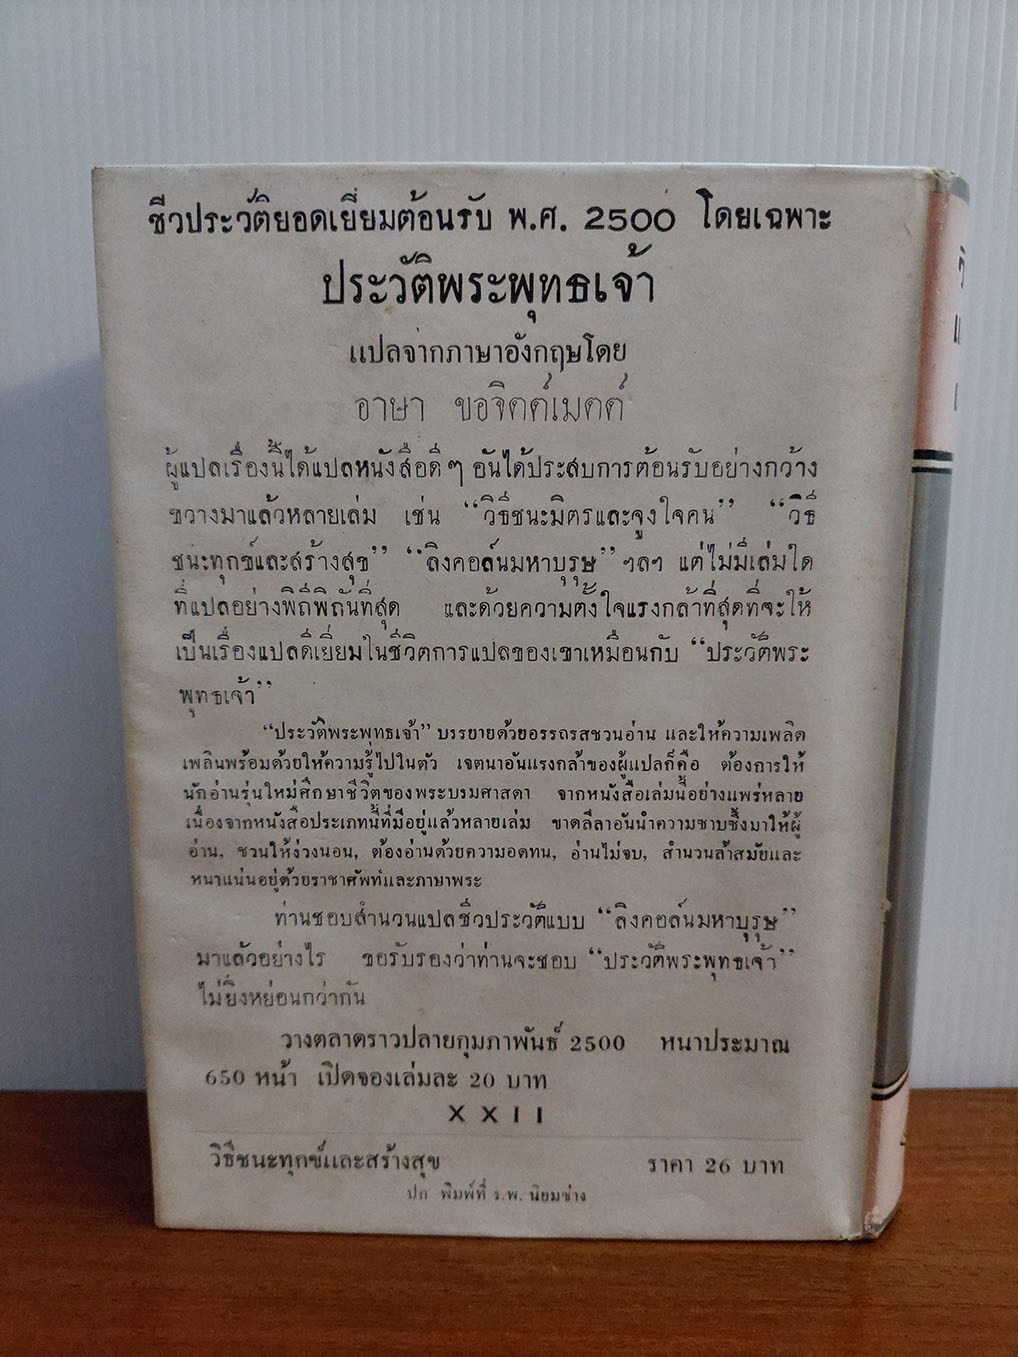 ชีวประวัติยอดเยี่ยมต้อนรับ พ.ศ. 2500 โดยเฉพาะ
ประวัติพระพุทธเจ้า
แปลจากภาษาอังกฤษโดย
อาษา ขอจิตต์เมตต์
ผู้แปลเรื่องนี้ได้แปลหนังสือดีๆ อันได้ประสบการต้อนรับอย่างกว้าง
ขวางมาแล้วหลายเล่ม เช่น “วิธีชนะมิตรและจูงใจคน” “วิธี
ชนะทุกข์และสร้างสุข” “ลิงคอล์นมหาบุรุษ” ฯลฯ แต่ไม่มีเล่มใด
ที่แปลอย่างพิถีพิถันที่สุด และด้วยความตั้งใจแรงกล้าที่สุดที่จะให้
เป็นเรื่องแปลดีเยี่ยมในชีวิตการแปลของเขาเหมือนกับ “ประวัติพระ
พุทธเจ้า”
“ประวัติพระพุทธเจ้า” บรรยายด้วยอรรถรสชวนอ่าน และให้ความเพลิด
เพลินพร้อมด้วยให้ความรู้ไปในตัว เจตนาอันแรงกล้าของผู้แปลก็คือ ต้องการให้
นักอ่านรุ่นใหม่ศึกษาชีวิตของพระบรมศาสดา จากหนังสือเล่มนี้อย่างแพร่หลาย
เนื่องจากหนังสือประเภทนี้ที่มีอยู่แล้วหลายเล่ม ขาดลีลาอันนำความซาบซึ้งมาให้ผู้
อ่าน, ชวนให้ง่วงนอน, ต้องอ่านด้วยความอดทน, อ่านไม่จบ, สำนวนล้าสมัยและ
หนาแน่นอยู่ด้วยราชาศัพท์และภาษาพระ
ท่านชอบสำนวนแปลชีวประวัติแบบ “ลิงคอล์นมหาบุรุษ”
มาแล้วอย่างไร ขอรับรองว่าท่านจะชอบ “ประวัติพระพุทธเจ้า”
ไม่ยิ่งหย่อนกว่ากัน
วางตลาดราวปลายกุมภาพันธ์ 2500 หนาประมาณ
650 หน้า เปิดจองเล่มละ 20 บาท
XXII
วิธีชนะทุกข์และสร้างสุข ราคา 26 บาท
ปก พิมพ์ที่ ร.พ. นิยมช่าง